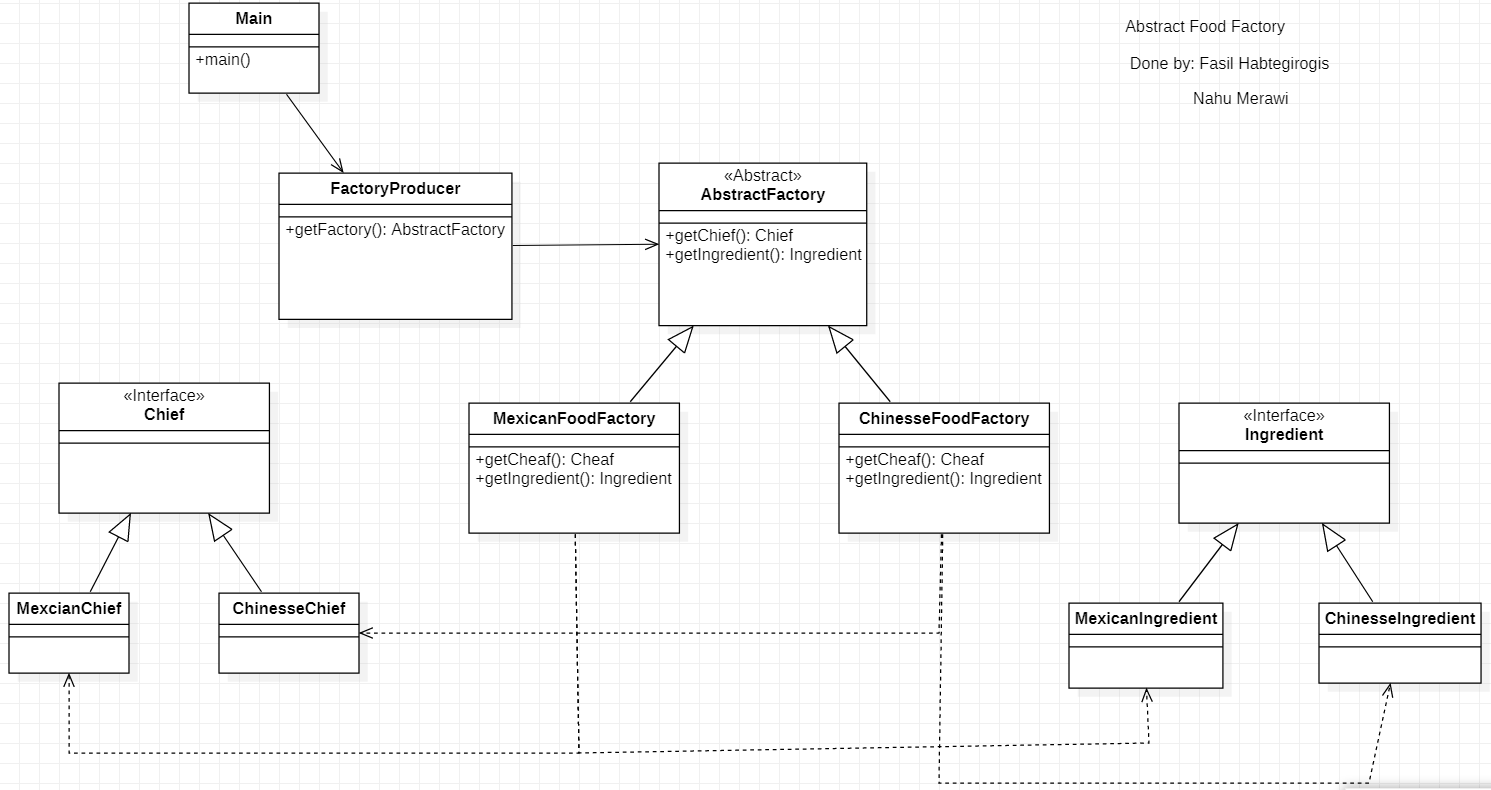 Main
+main()
Abstract Food Factory
Done by: Fasil Habtegirogis
Nahu Merawi
FactoryProducer
+getFactory(): AbstractFactory
«Abstract»
AbstractFactory
+getChief(): Chief
+getIngredient(): Ingredient
«Interface»
Chief
MexicanFoodFactory
+getCheaf(): Cheaf
+getIngredient(): Ingredient
ChinesseFoodFactory
+getCheaf(): Cheaf
+getIngredient(): Ingredient
«Interface»
Ingredient
MexcianChief
ChinesseChief
MexicanIngredient
ChinesseIngredient